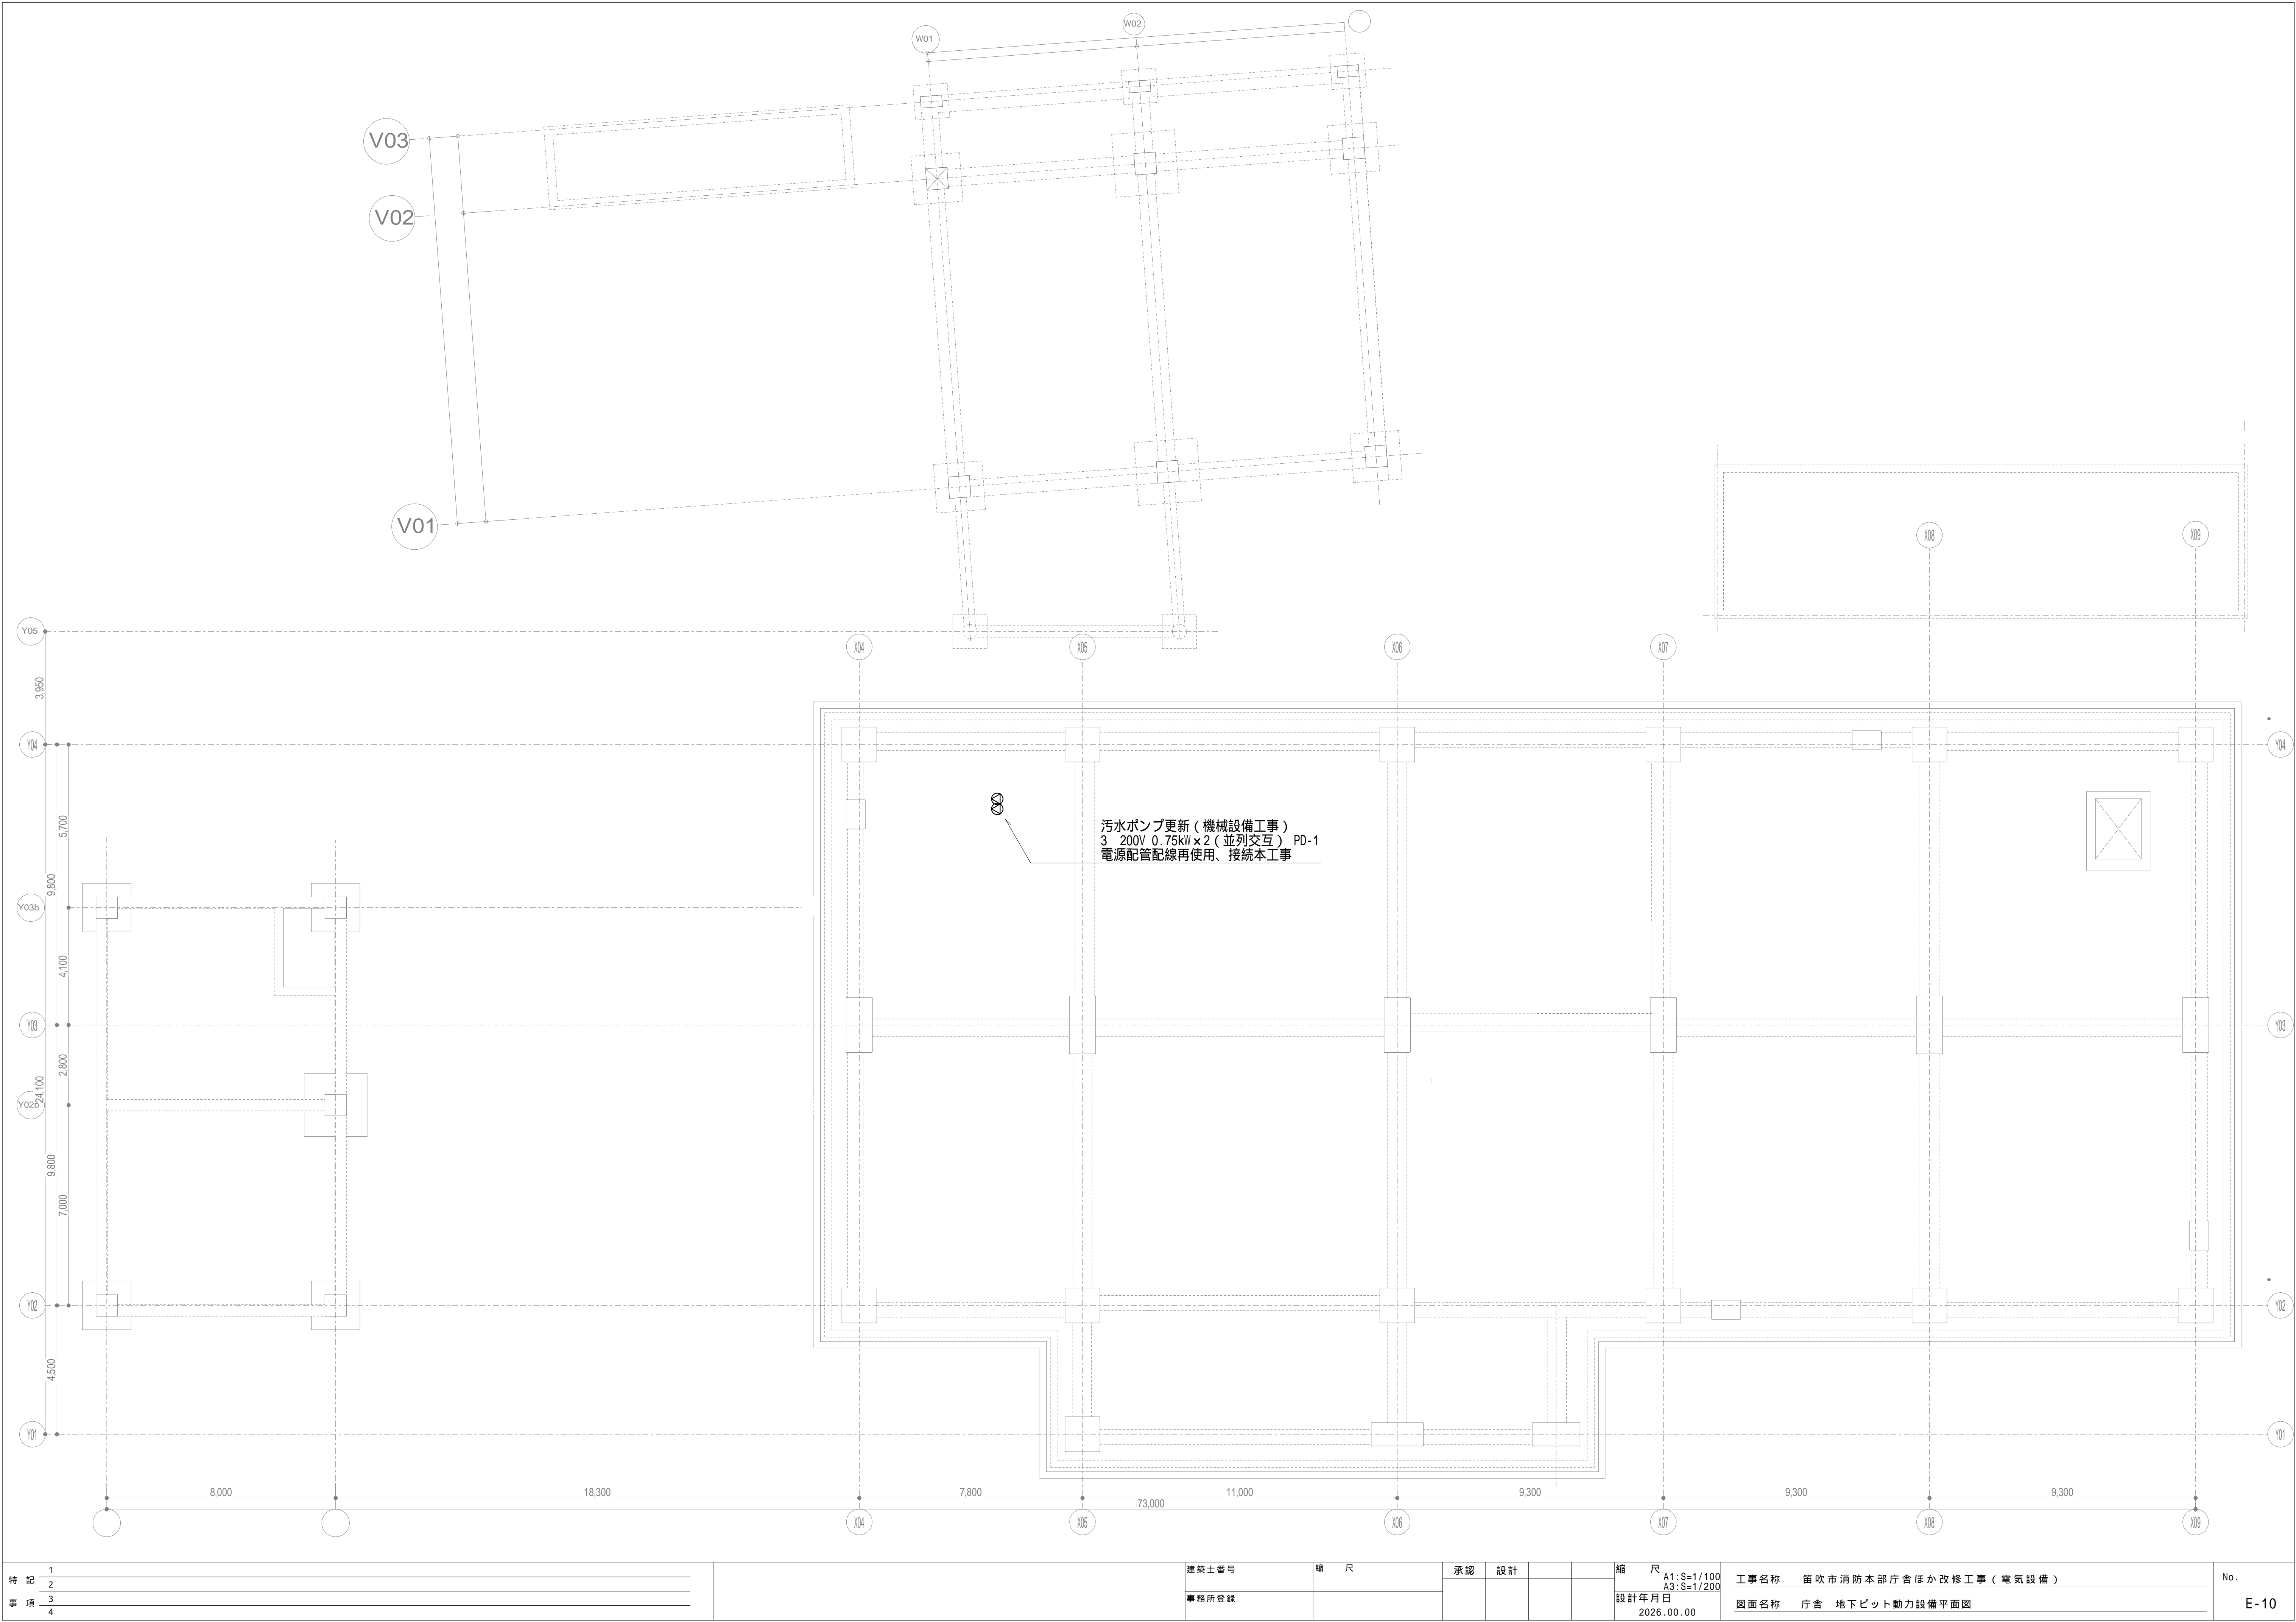 W01
W02
V03
V02
V01
X08
X09
Y05
X04
X05
X06
X07
3,950
Y04
Y04
5,700
汚水ポンプ更新（機械設備工事）
3　200V 0.75kW×2（並列交互） PD-1
電源配管配線再使用、接続本工事
9,800
Y03b
4,100
Y03
Y03
2,800
24,100
Y02b
9,800
7,000
Y02
Y02
4,500
Y01
Y01
8,000
18,300
7,800
11,000
9,300
9,300
9,300
73,000
X04
X05
X06
X07
X08
X09
特 記
事 項
1
2
3
4
建築士番号
縮　尺
事務所登録
承認
設計
縮　尺
A1:S=1/100
A3:S=1/200
設計年月日
2026.00.00
工事名称　笛吹市消防本部庁舎ほか改修工事（電気設備）
図面名称　庁舎　地下ピット動力設備平面図
No.
E-10